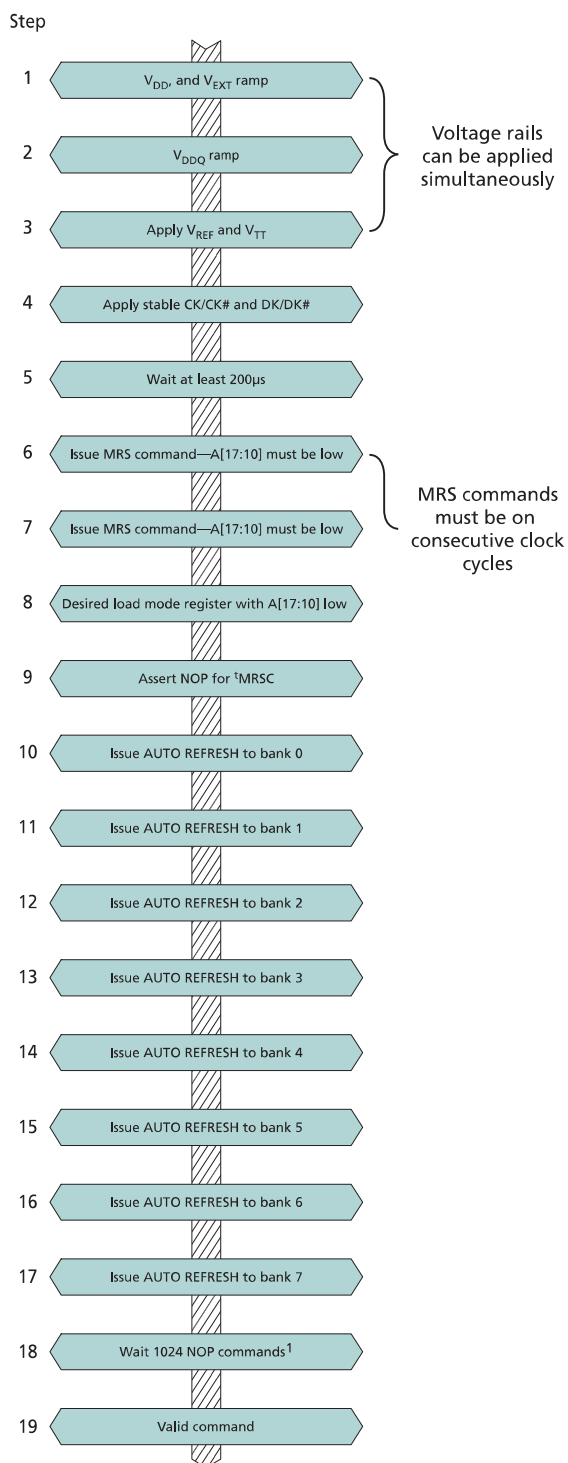 Step
1 VDD, and VEXT ramp
2 VDDQ ramp
3 Apply VREF and VTT
Voltage rails
can be applied
simultaneously
4 Apply stable CK/CK# and DK/DK#
5 Wait at least 200µs
6 Issue MRS command—A[17:10] must be low
7 Issue MRS command—A[17:10] must be low
MRS commands
must be on
consecutive clock
cycles
8 Desired load mode register with A[17:10] low
9 Assert NOP for tMRSC
10 Issue AUTO REFRESH to bank 0
11 Issue AUTO REFRESH to bank 1
12 Issue AUTO REFRESH to bank 2
13 Issue AUTO REFRESH to bank 3
14 Issue AUTO REFRESH to bank 4
15 Issue AUTO REFRESH to bank 5
16 Issue AUTO REFRESH to bank 6
17 Issue AUTO REFRESH to bank 7
18 Wait 1024 NOP commands1
19 Valid command